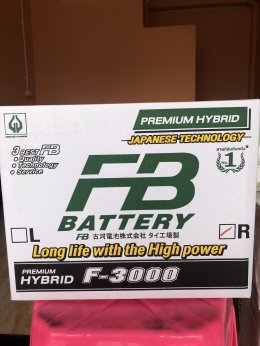 PREMIUM HYBRID
JAPANESE TECHNOLOGY
3 BEST FB
• Quality
• Technology
• Service
1
FB
BATTERY
FB 古河電池株式会社 タイ工場製
L
R
Long life with the High power
PREMIUM
HYBRID F-3000